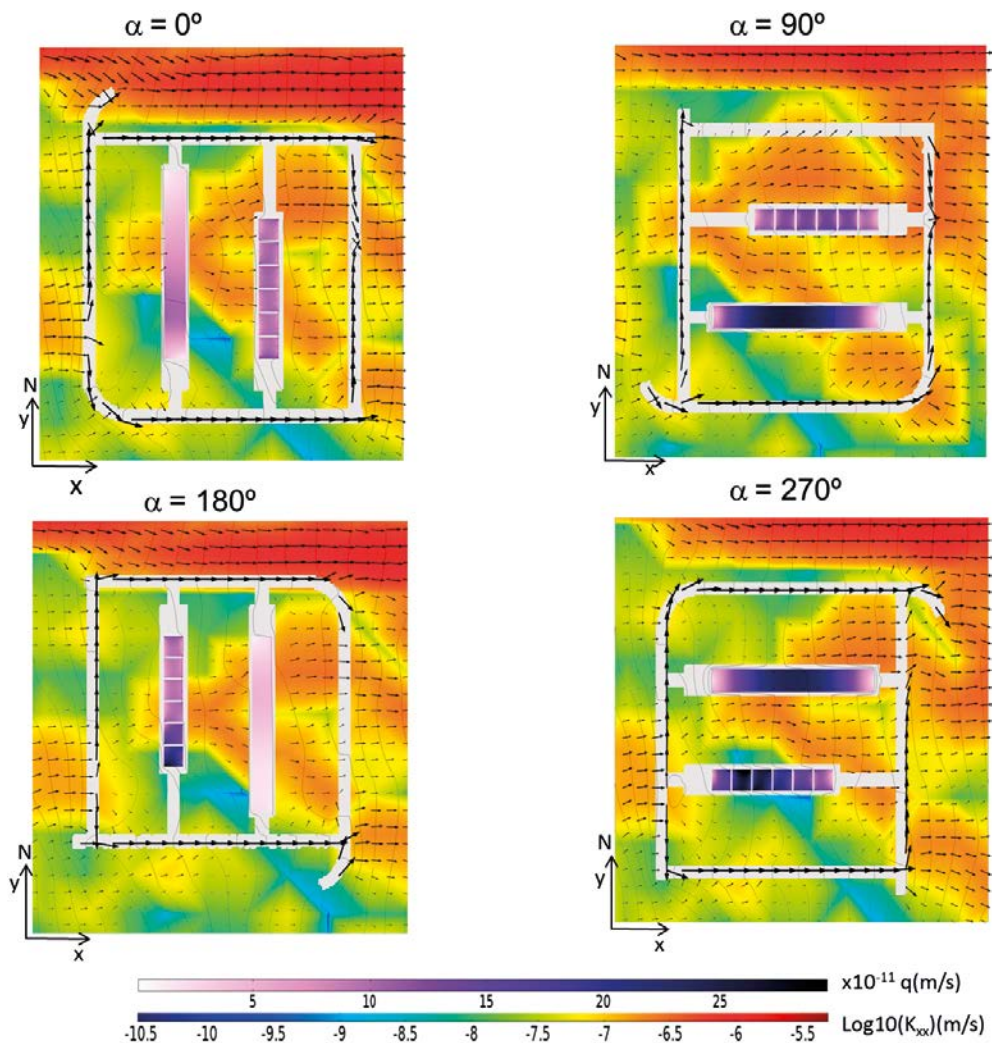 α = 0º
α = 90º
N
y
x
N
y
x
α = 180º
α = 270º
N
y
x
N
y
x
5 10 15 20 25 x10⁻¹¹ q(m/s)
-10.5 -10 -9.5 -9 -8.5 -8 -7.5 -7 -6.5 -6 -5.5 Log10(Kxx)(m/s)